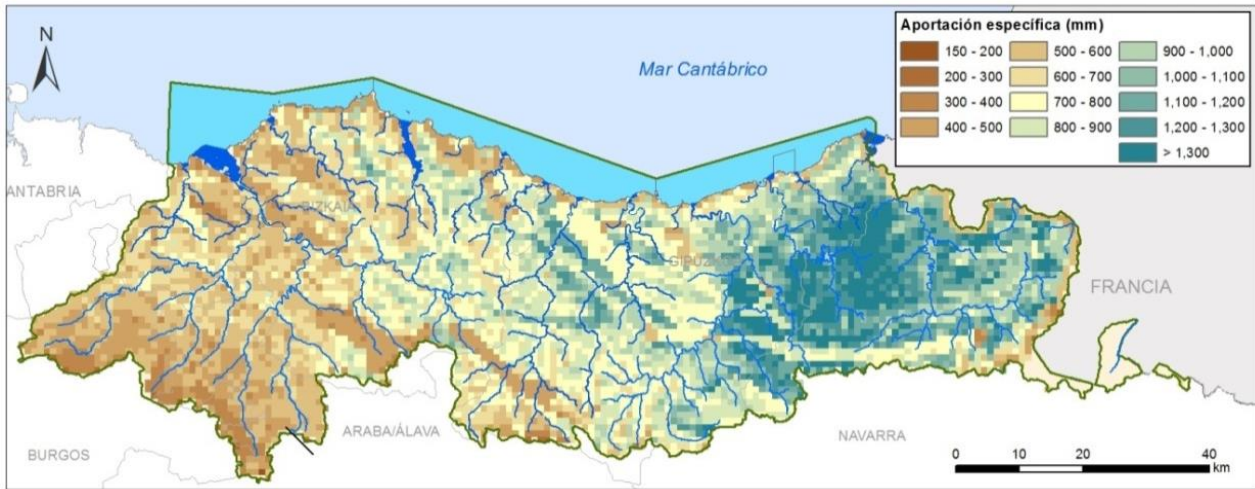 N
Mar Cantábrico
Aportación específica (mm)
150 - 200
200 - 300
300 - 400
400 - 500
500 - 600
600 - 700
700 - 800
800 - 900
900 - 1,000
1,000 - 1,100
1,100 - 1,200
1,200 - 1,300
> 1,300
ANTABRIA
BIZKAIA
GIPUZKOA
FRANCIA
BURGOS
ARABA/ÁLAVA
NAVARRA
0 10 20 40
km